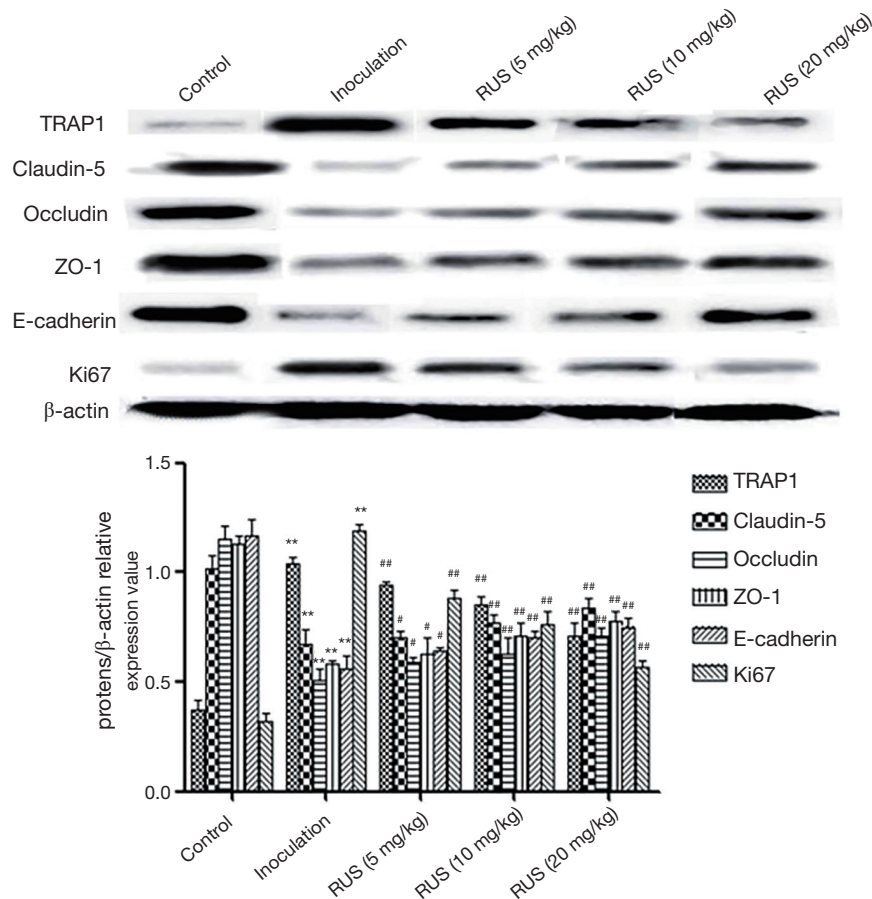 Control
Inoculation
RUS (5 mg/kg)
RUS (10 mg/kg)
RUS (20 mg/kg)
TRAP1
Claudin-5
Occludin
ZO-1
E-cadherin
Ki67
β-actin
protens/β-actin relative
expression value
1.5
1.0
0.5
0.0
**
**
**
**
**
**
##
#
#
#
#
##
##
##
##
##
##
##
##
##
##
##
##
##
Control
Inoculation
RUS (5 mg/kg)
RUS (10 mg/kg)
RUS (20 mg/kg)
TRAP1
Claudin-5
Occludin
ZO-1
E-cadherin
Ki67